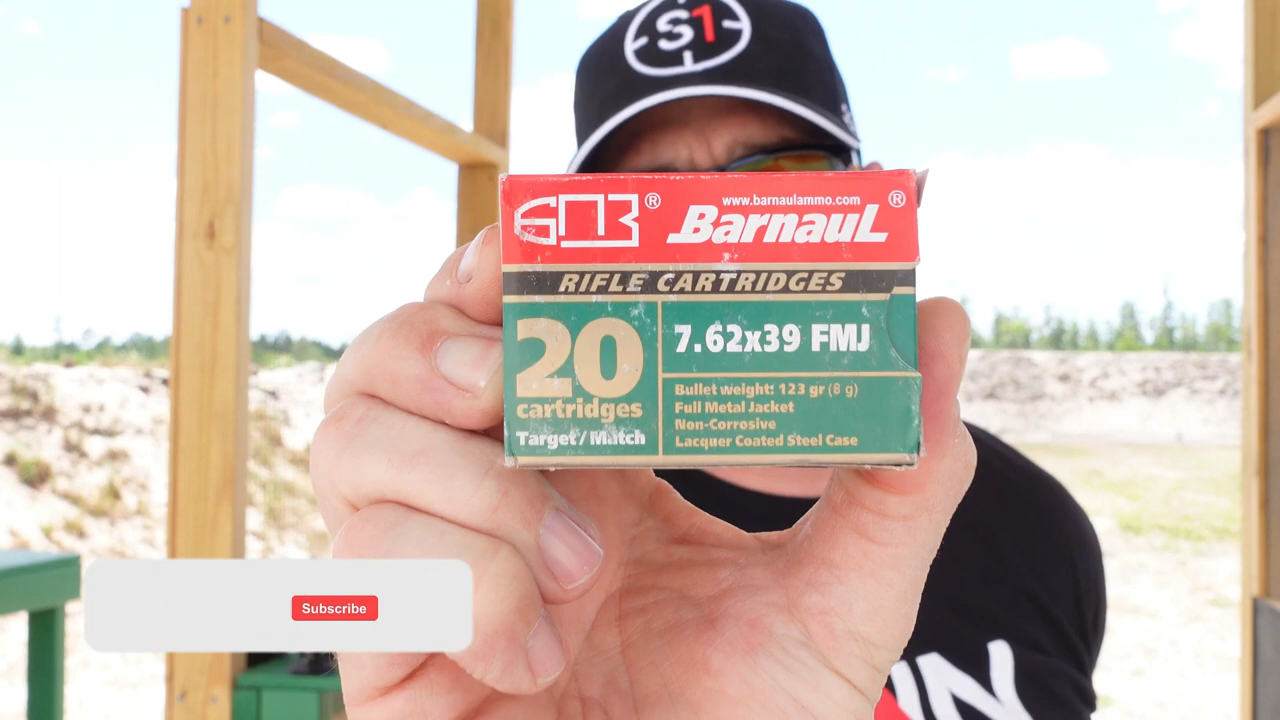 S1
БПЗ® www.barnaulammo.com ®
BarnauL
RIFLE CARTRIDGES
20
cartridges
Target / Match
7.62x39 FMJ
Bullet weight: 123 gr (8 g)
Full Metal Jacket
Non-Corrosive
Lacquer Coated Steel Case
Subscribe